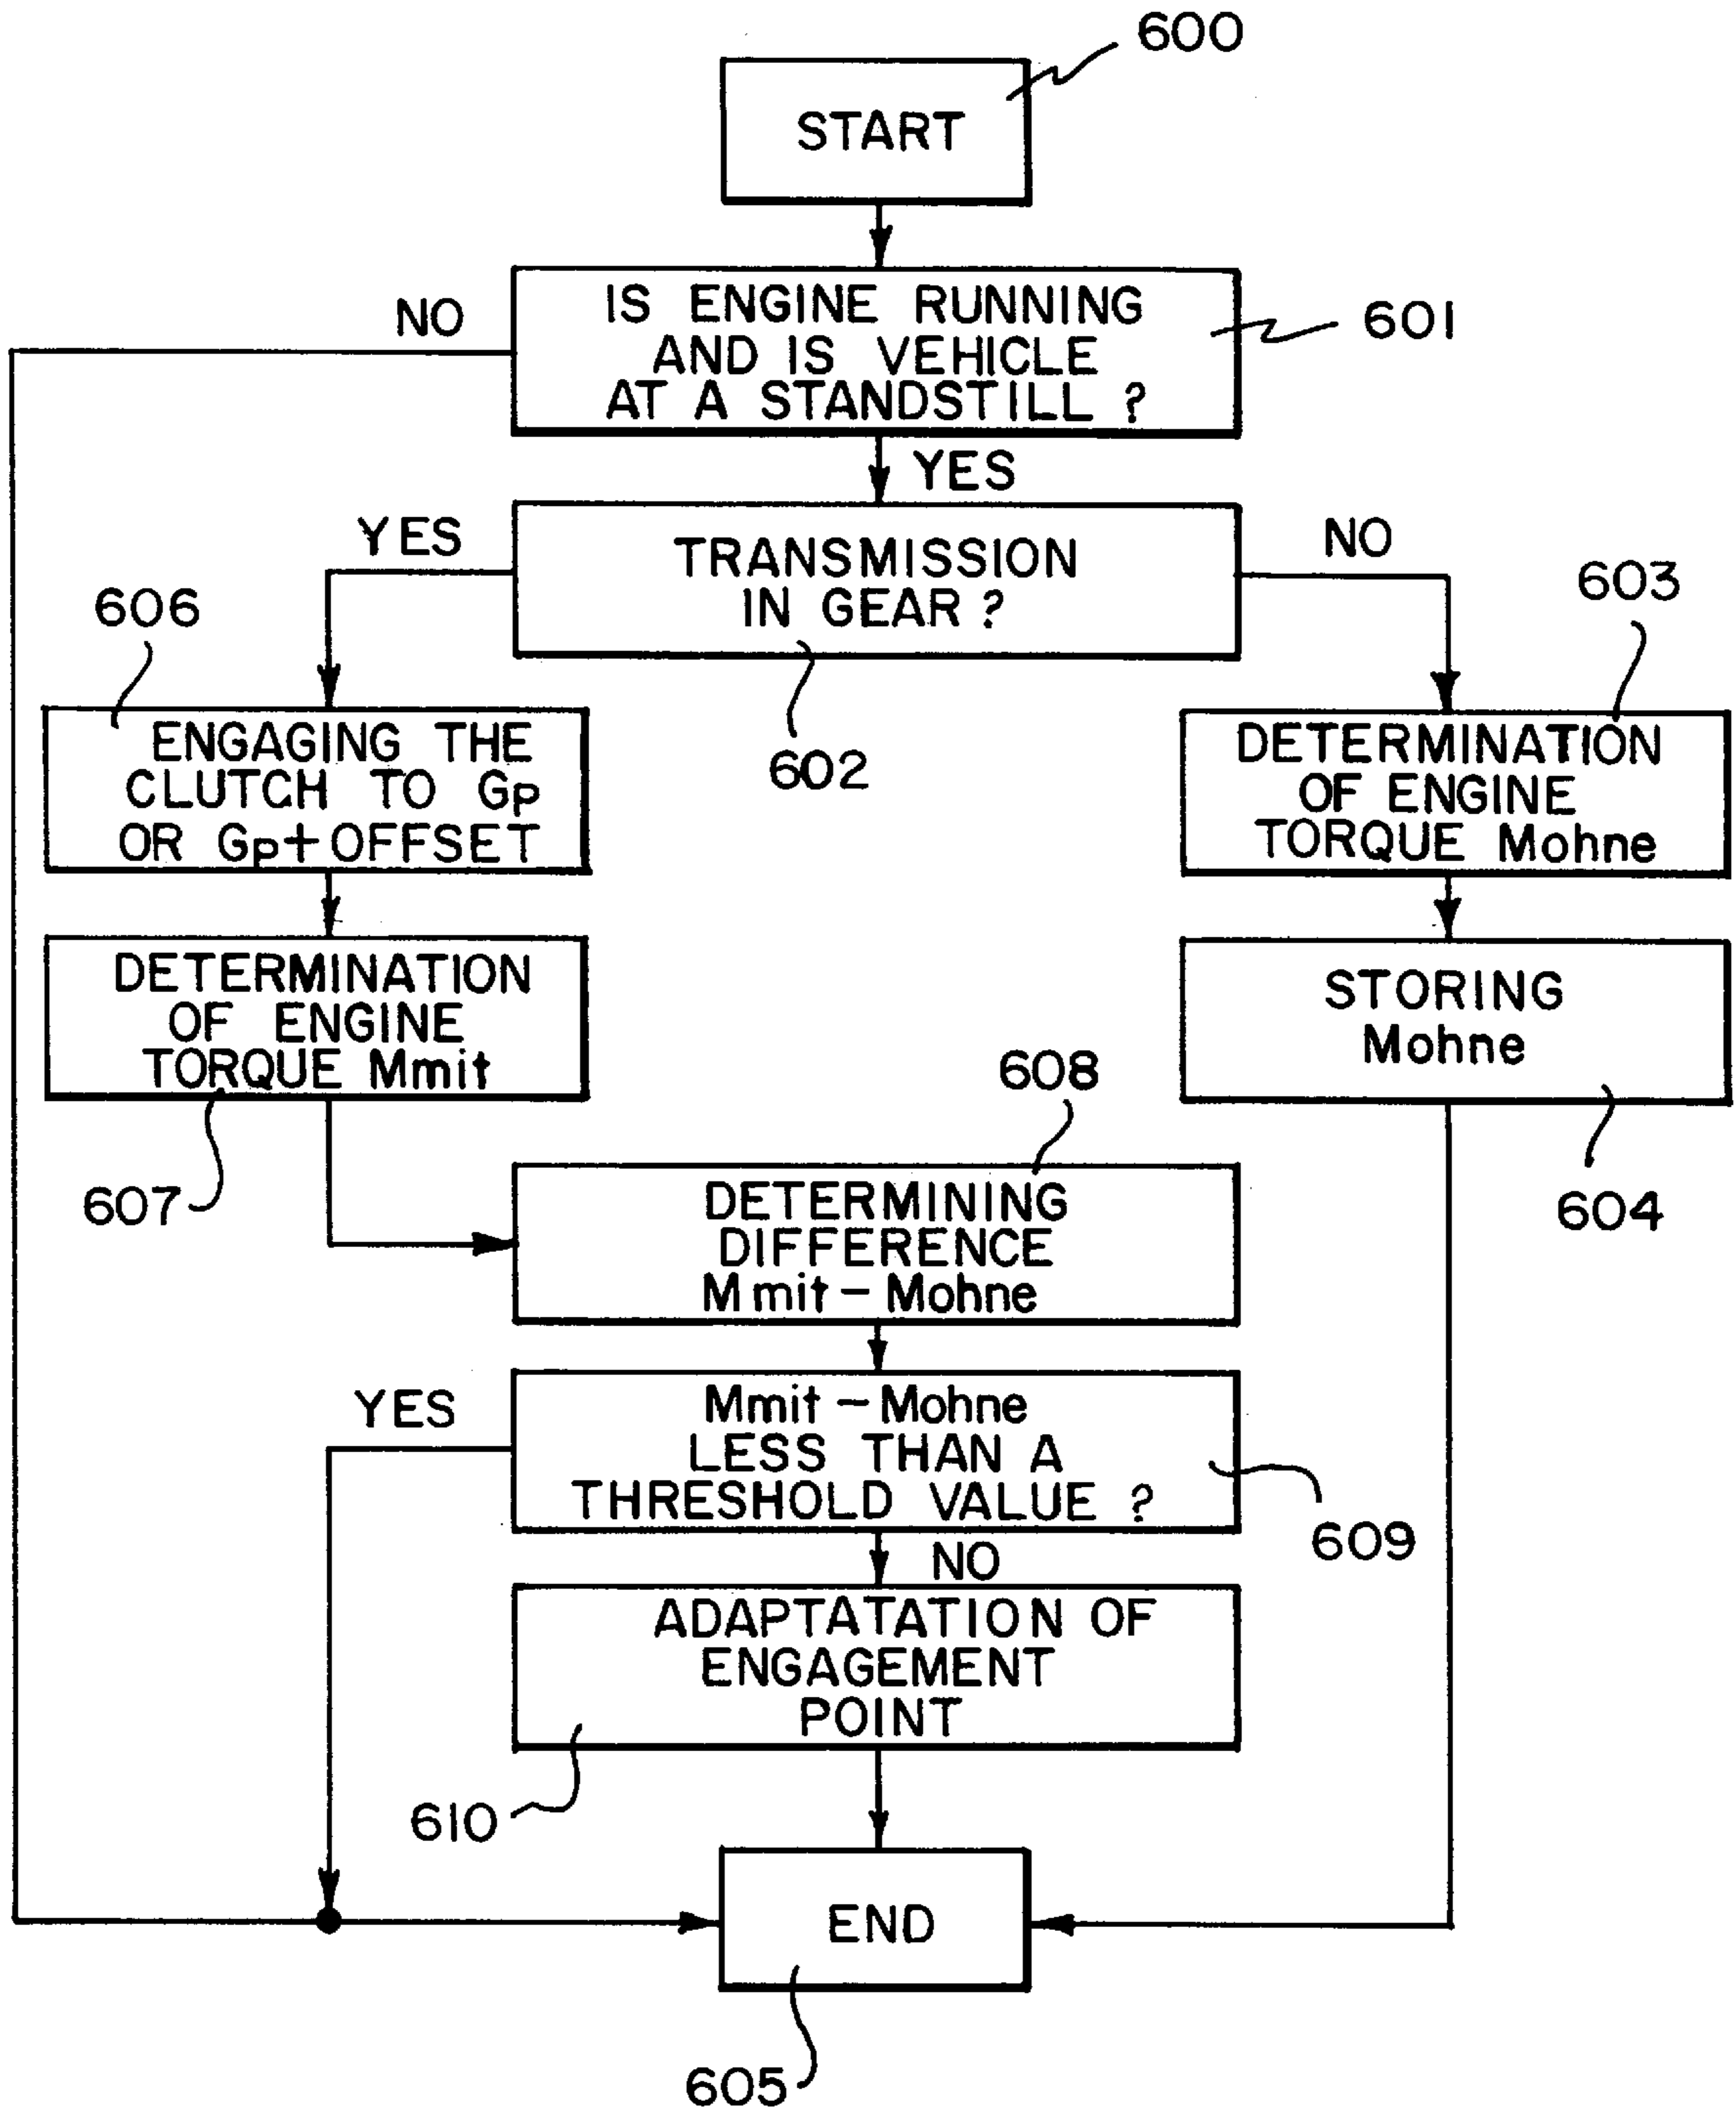 600
START
NO
IS ENGINE RUNNING
AND IS VEHICLE
AT A STANDSTILL ?
601
YES
YES
TRANSMISSION
IN GEAR ?
NO
602
606
603
ENGAGING THE
CLUTCH TO Gp
OR Gp+OFFSET
DETERMINATION
OF ENGINE
TORQUE Mohne
DETERMINATION
OF ENGINE
TORQUE Mmit
STORING
Mohne
607
608
604
DETERMINING
DIFFERENCE
Mmit-Mohne
YES
Mmit-Mohne
LESS THAN A
THRESHOLD VALUE ?
609
NO
ADAPTATATION OF
ENGAGEMENT
POINT
610
END
605